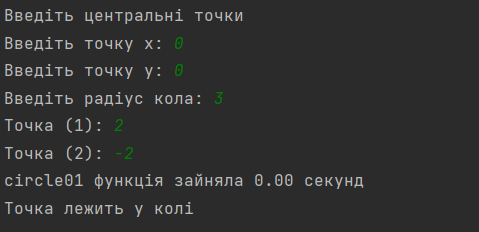 Введіть центральні точки
Введіть точку x: 0
Введіть точку y: 0
Введіть радіус кола: 3
Точка (1): 2
Точка (2): -2
circle01 функція зайняла 0.00 секунд
Точка лежить у колі